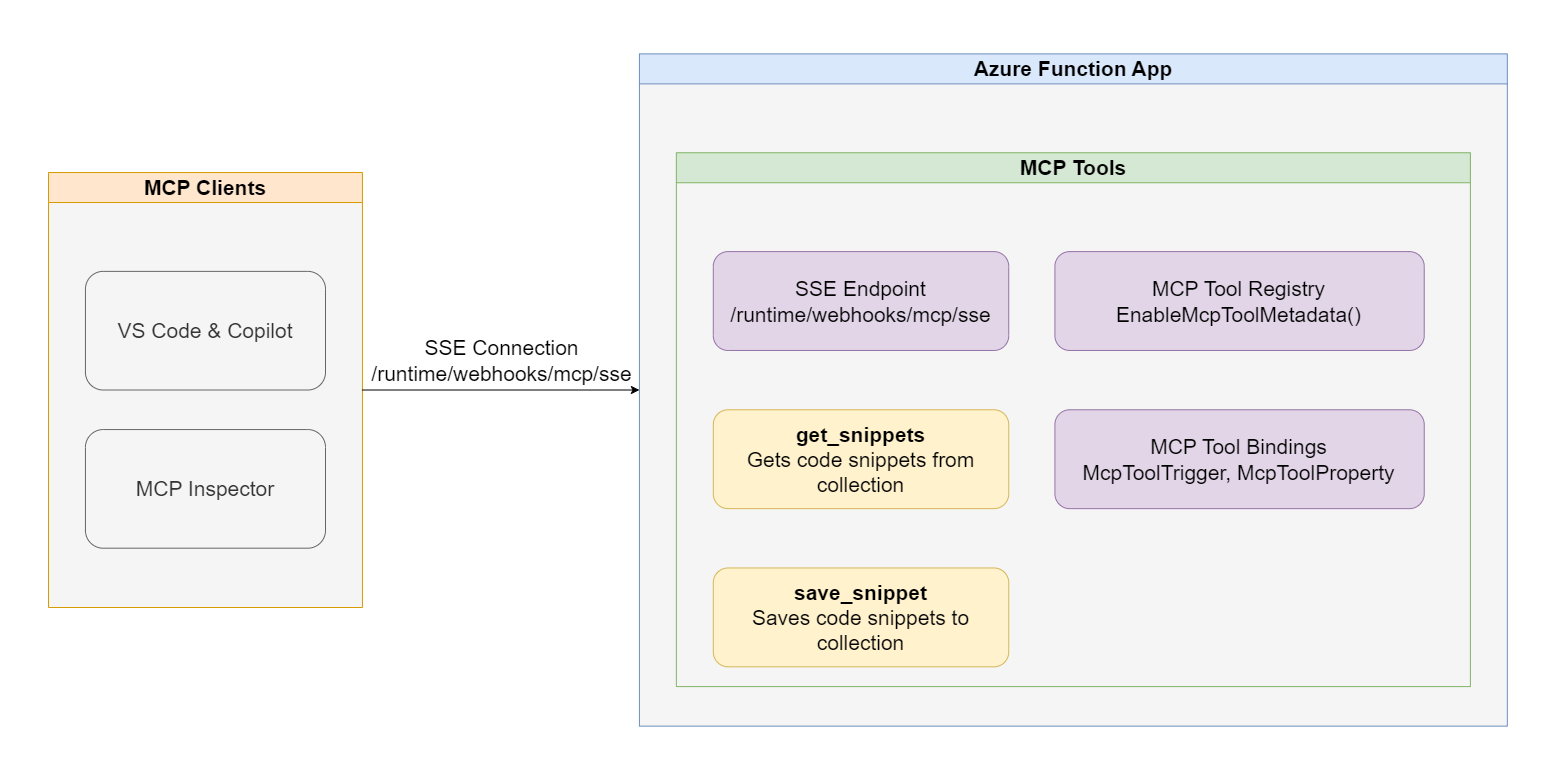 Azure Function App
MCP Tools
MCP Clients
VS Code & Copilot
MCP Inspector
SSE Connection
/runtime/webhooks/mcp/sse
SSE Endpoint
/runtime/webhooks/mcp/sse
MCP Tool Registry
EnableMcpToolMetadata()
get_snippets
Gets code snippets from
collection
MCP Tool Bindings
McpToolTrigger, McpToolProperty
save_snippet
Saves code snippets to
collection